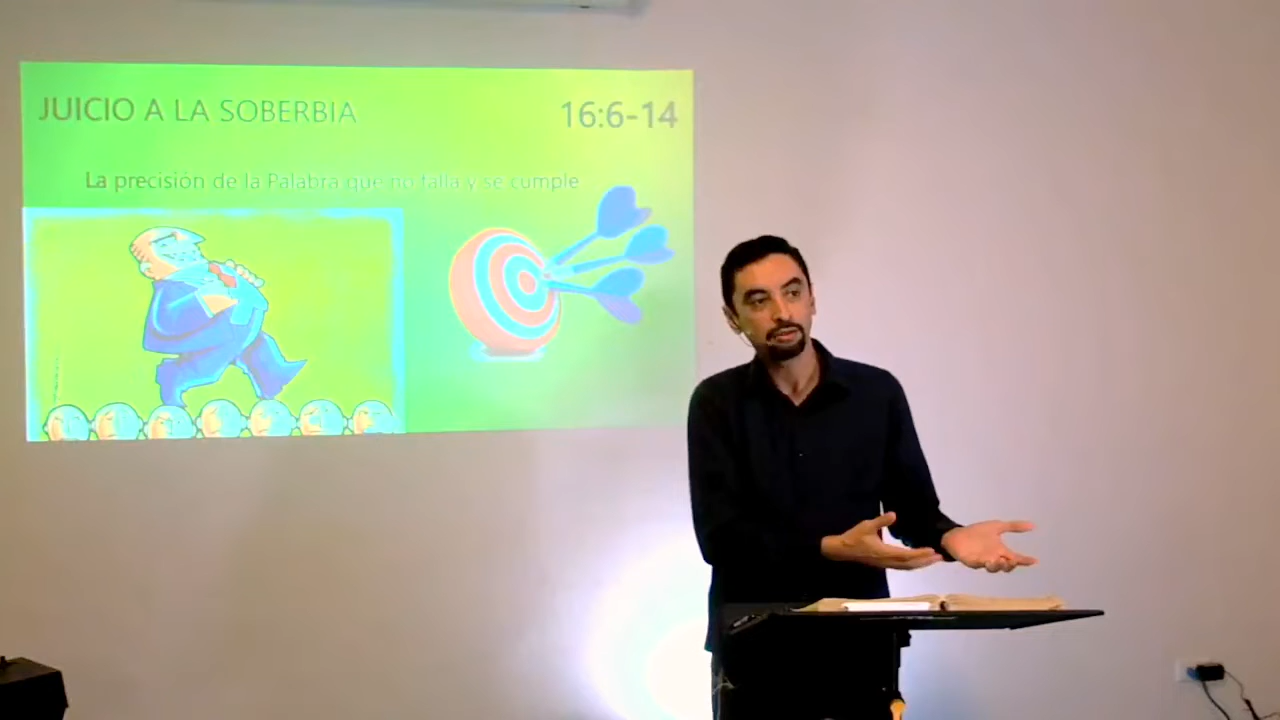 JUICIO A LA SOBERBIA
16:6-14
La precisión de la Palabra que no falla y se cumple